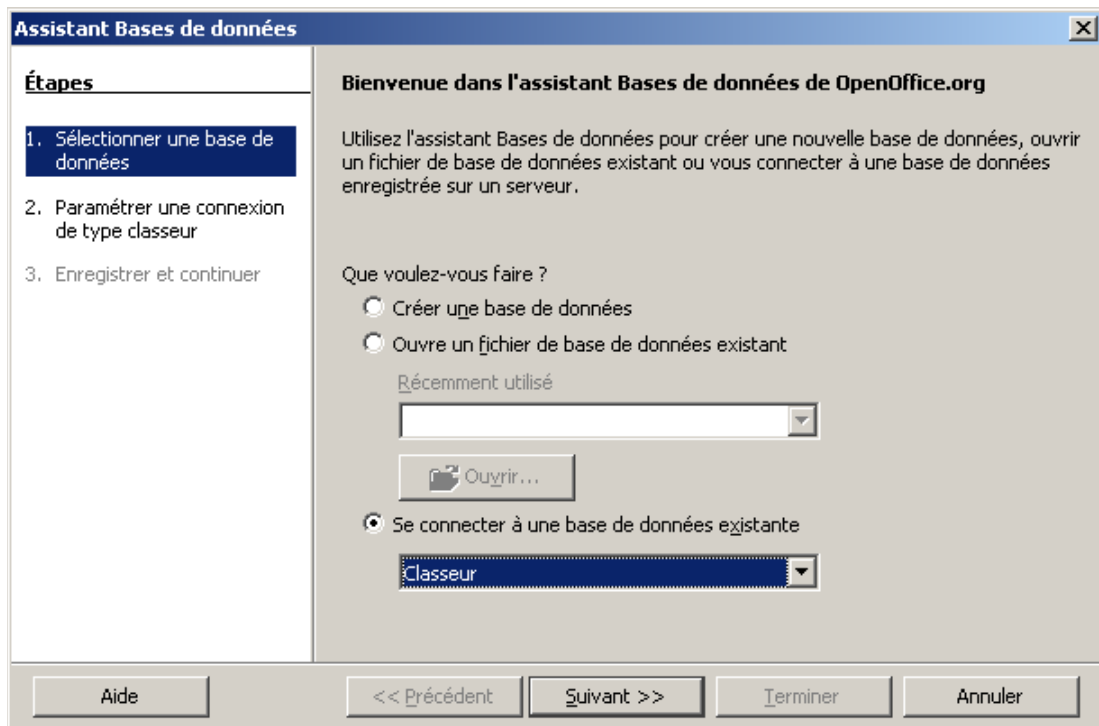 Assistant Bases de données
Étapes
1. Sélectionner une base de
données
2. Paramétrer une connexion
de type classeur
3. Enregistrer et continuer
Bienvenue dans l'assistant Bases de données de OpenOffice.org
Utilisez l'assistant Bases de données pour créer une nouvelle base de données, ouvrir
un fichier de base de données existant ou vous connecter à une base de données
enregistrée sur un serveur.
Que voulez-vous faire ?
Créer une base de données
Ouvre un fichier de base de données existant
Récemment utilisé
Ouvrir...
Se connecter à une base de données existante
Classeur
Aide
<< Précédent
Suivant >>
Terminer
Annuler